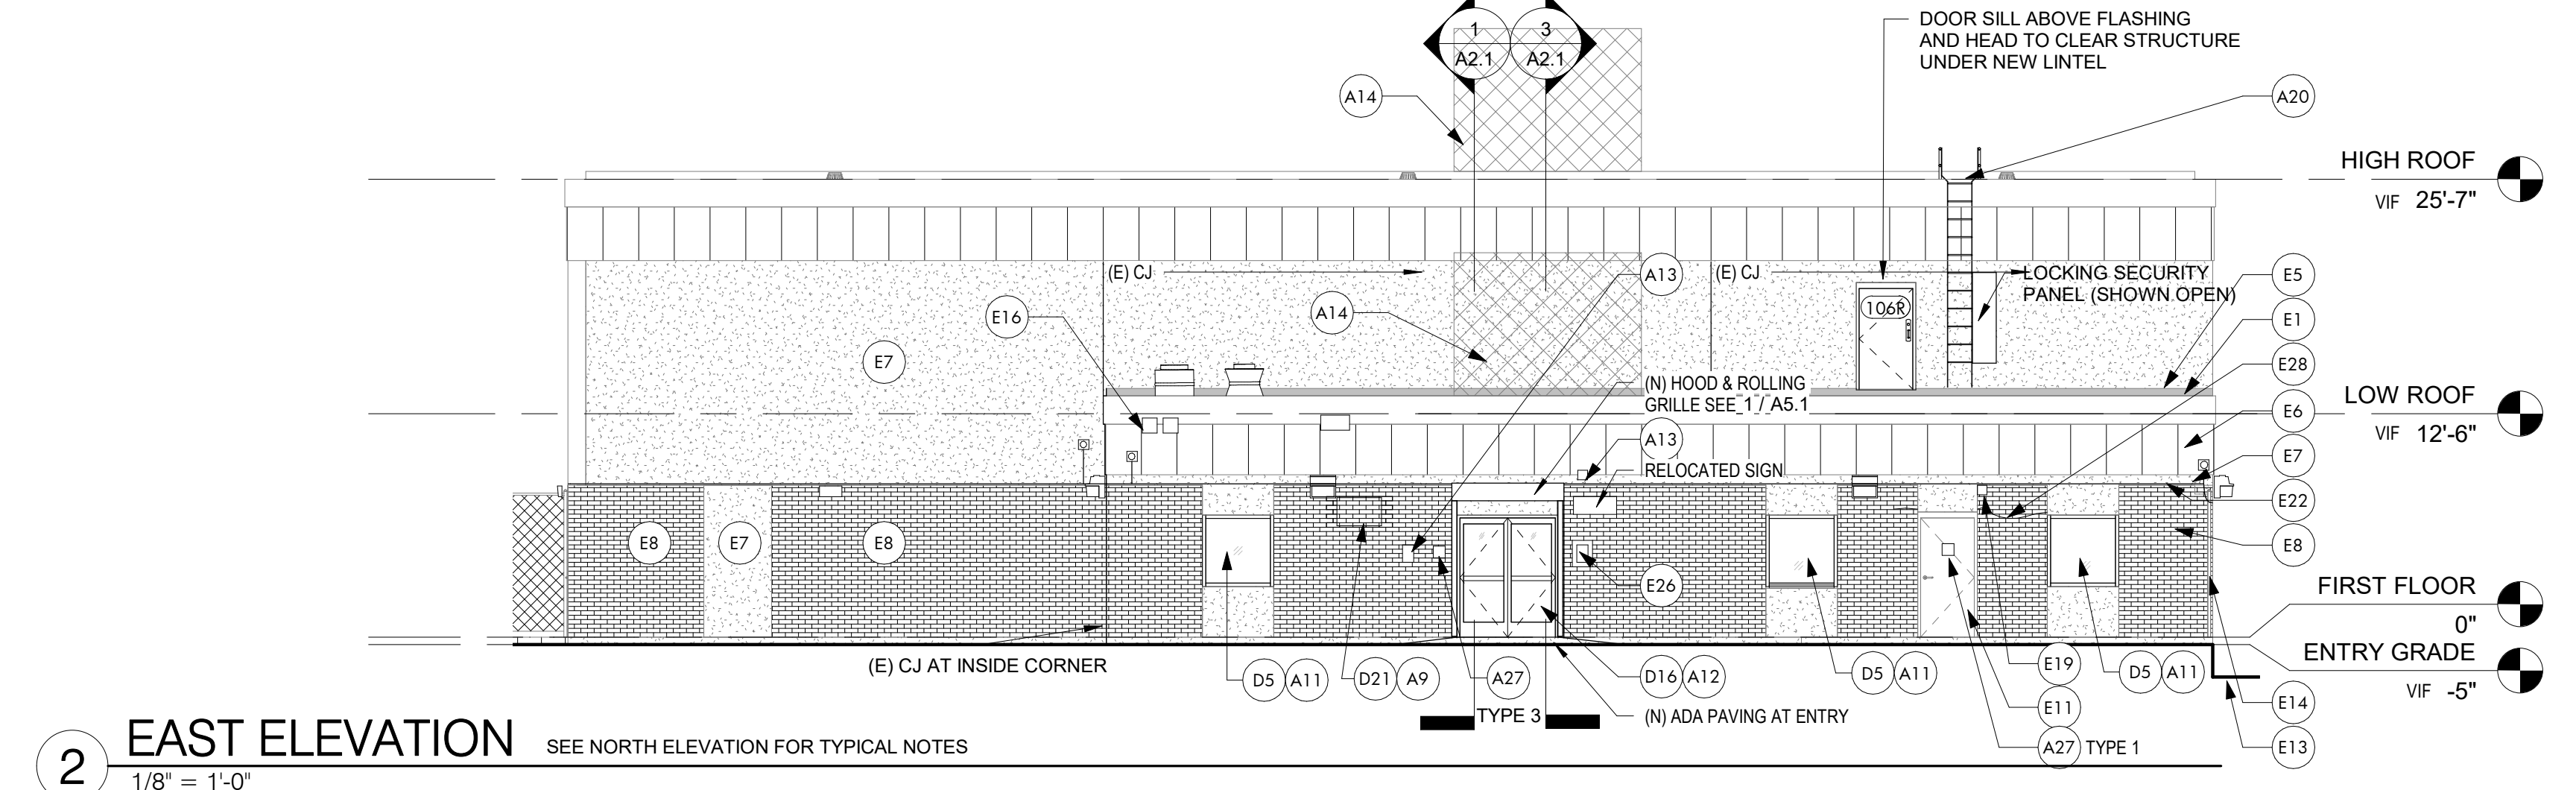 1
A2.1
3
A2.1
DOOR SILL ABOVE FLASHING
AND HEAD TO CLEAR STRUCTURE
UNDER NEW LINTEL
A14
A20
HIGH ROOF
VIF 25'-7"
(E) CJ
A13
(E) CJ
LOCKING SECURITY
PANEL (SHOWN OPEN)
E5
E16
A14
106R
E1
E7
E28
(N) HOOD & ROLLING
GRILLE SEE 1 / A5.1
LOW ROOF
VIF 12'-6"
E6
A13
RELOCATED SIGN
E7
E22
E8
E7
E8
E8
E26
FIRST FLOOR
0"
ENTRY GRADE
VIF -5"
(E) CJ AT INSIDE CORNER
D5 A11
D21 A9
A27
D16 A12
D5 A11
E19
D5 A11
E14
E11
TYPE 3
(N) ADA PAVING AT ENTRY
A27 TYPE 1
E13
2
EAST ELEVATION
SEE NORTH ELEVATION FOR TYPICAL NOTES
1/8" = 1'-0"